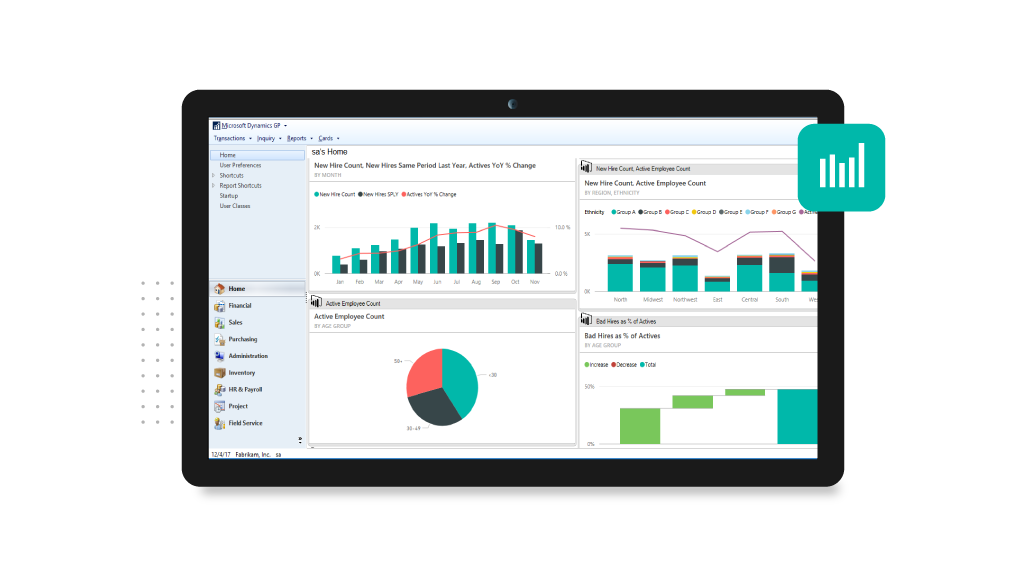 Microsoft Dynamics GP
Transactions Inquiry Reports Cards
Home
User Preferences
Shortcuts
Report Shortcuts
Startup
User Classes
Home
Financial
Sales
Purchasing
Administration
Inventory
HR & Payroll
Project
Field Service
»
12/4/17 Fabrikam, Inc. sa
sa's Home
New Hire Count, New Hires Same Period Last Year, Actives YoY % Change
BY MONTH
New Hire Count New Hires SPLY Actives YoY % Change
2K
0K
10.0 %
0.0 %
Jan Feb Mar Apr May Jun Jul Aug Sep Oct Nov
Active Employee Count
Active Employee Count
BY AGE GROUP
50+
<30
30-49
New Hire Count, Active Employee Count
New Hire Count, Active Employee Count
BY REGION, ETHNICITY
Ethnicity Group A Group B Group C Group D Group E Group F Group G
5K
0K
North Midwest Northwest East Central South
Bad Hires as % of Actives
Bad Hires as % of Actives
BY AGE GROUP
Increase Decrease Total
50%
0%